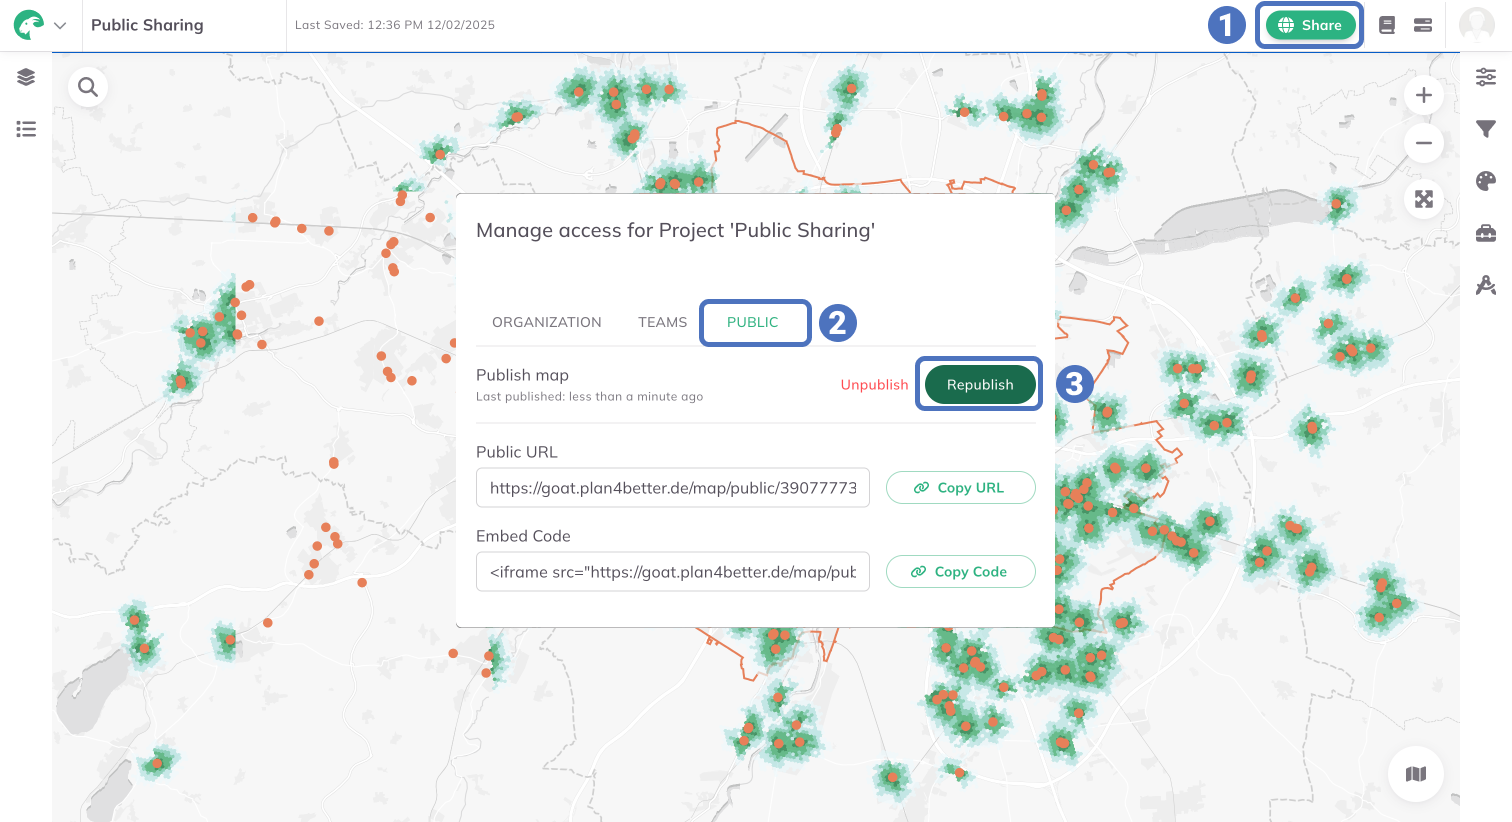 Public Sharing
Last Saved: 12:36 PM 12/02/2025
1
Share
Manage access for Project 'Public Sharing'
ORGANIZATION
TEAMS
PUBLIC
2
Publish map
Last published: less than a minute ago
Unpublish
Republish
3
Public URL
https://goat.plan4better.de/map/public/39077773
Copy URL
Embed Code
<iframe src="https://goat.plan4better.de/map/pub
Copy Code